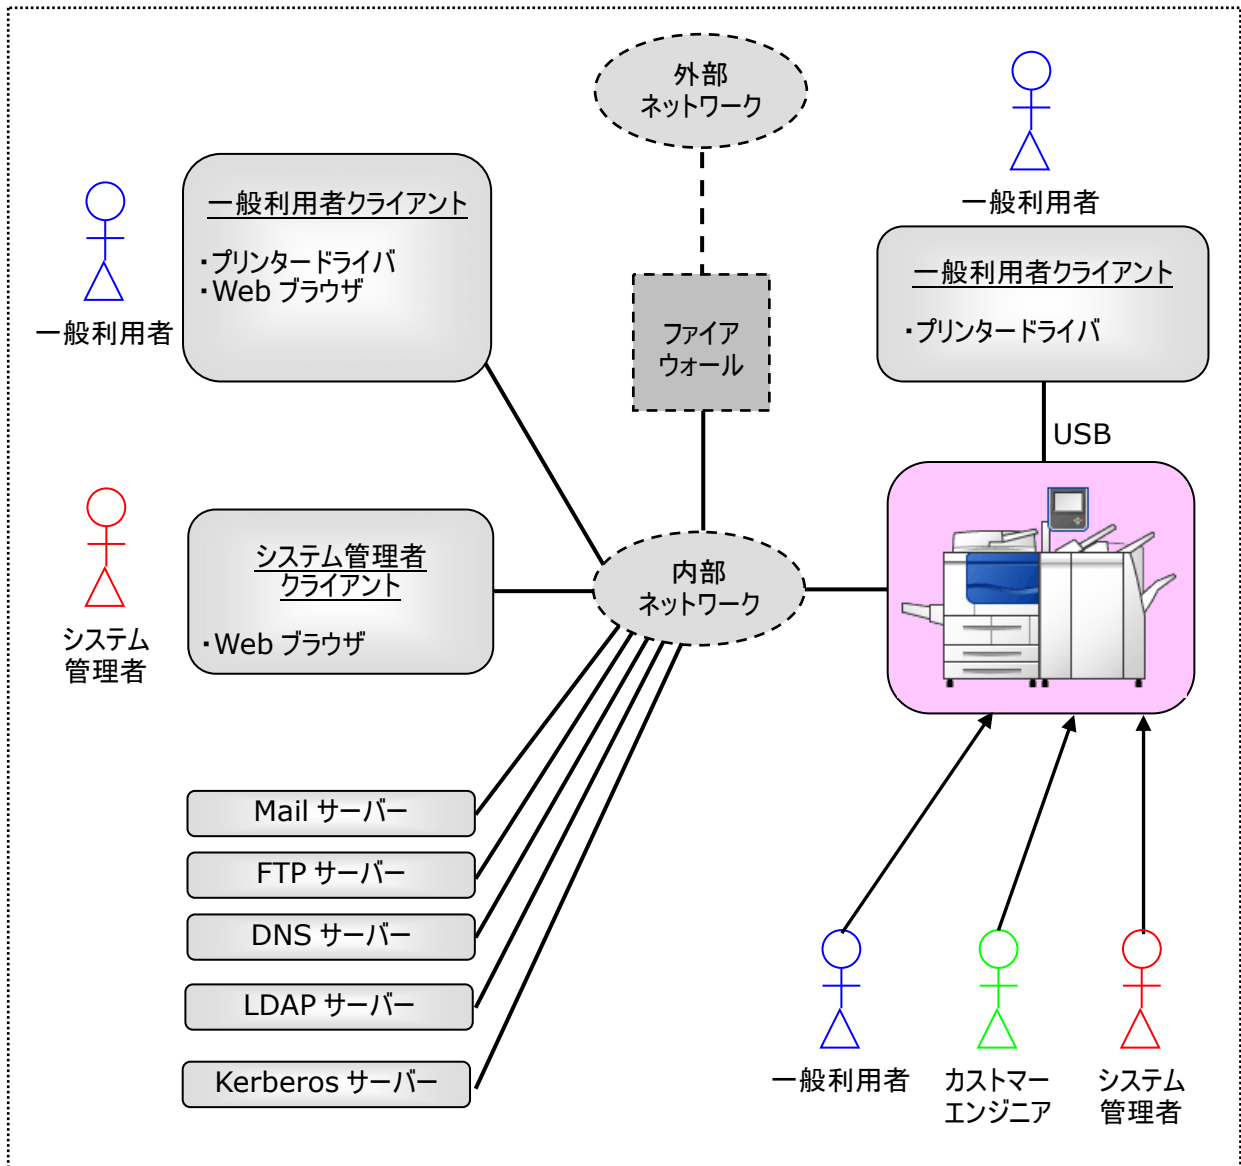 外部
ネットワーク
一般利用者
一般利用者クライアント
・プリンタードライバ
・Web ブラウザ
一般利用者
一般利用者クライアント
・プリンタードライバ
ファイア
ウォール
USB
システム管理者
クライアント
・Web ブラウザ
システム
管理者
内部
ネットワーク
Mail サーバー
FTP サーバー
DNS サーバー
LDAP サーバー
Kerberos サーバー
一般利用者
カストマー
エンジニア
システム
管理者